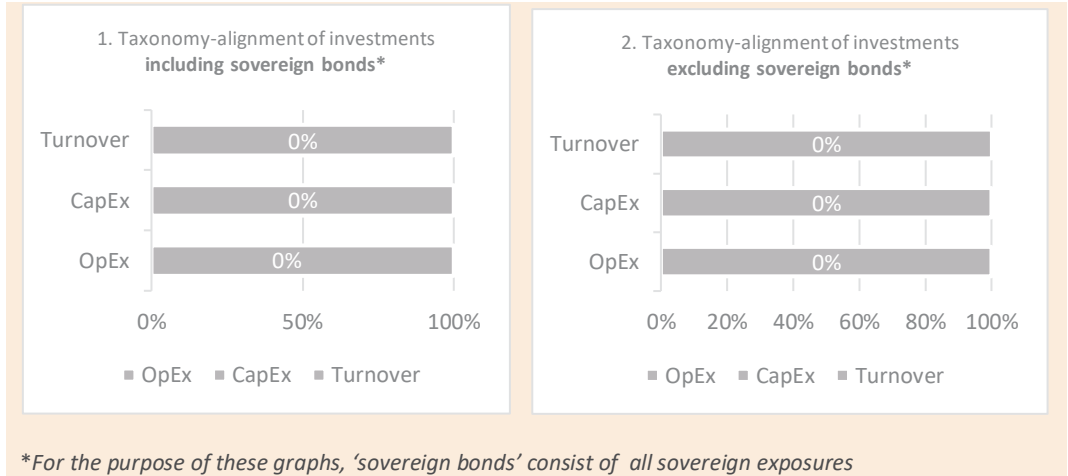 1. Taxonomy-alignment of investments
including sovereign bonds*
Turnover
0%
CapEx
0%
OpEx
0%
0% 50% 100%
OpEx CapEx Turnover
2. Taxonomy-alignment of investments
excluding sovereign bonds*
Turnover
0%
CapEx
0%
OpEx
0%
0% 20% 40% 60% 80% 100%
OpEx CapEx Turnover
*For the purpose of these graphs, ‘sovereign bonds’ consist of all sovereign exposures